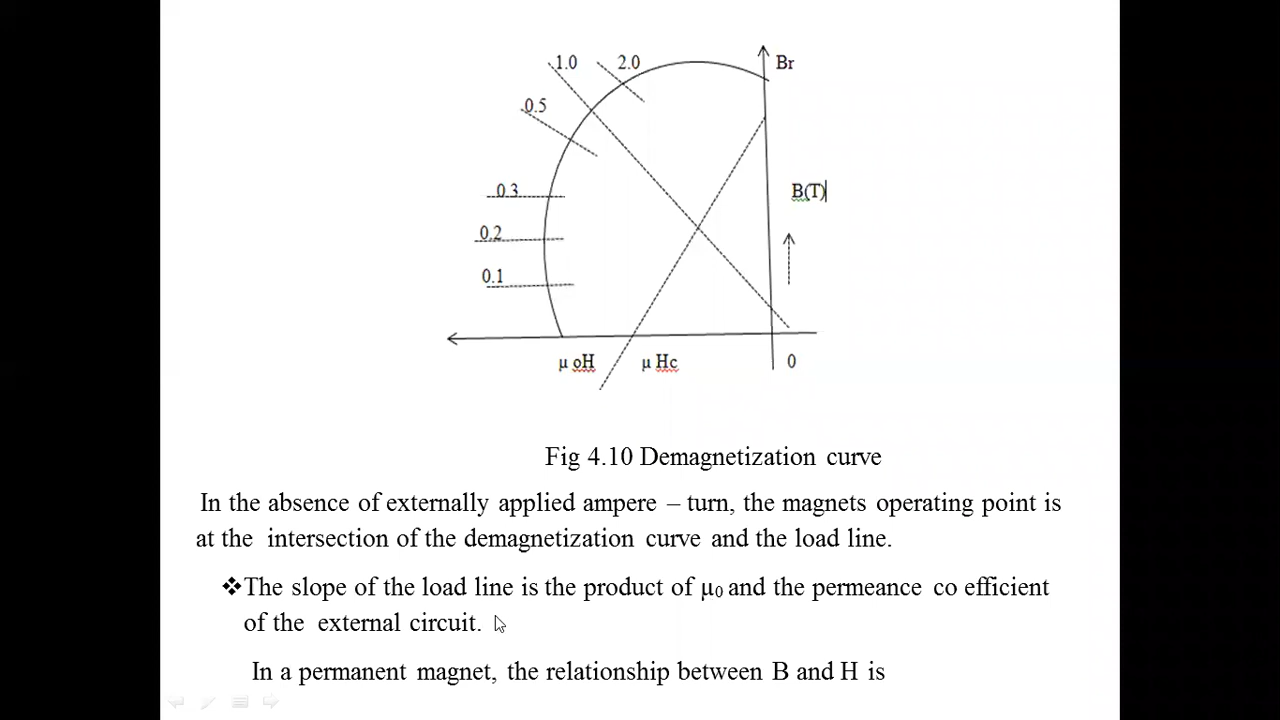 1.0
2.0
Br
0.5
B(T)
0.3
0.2
0.1
μ oH
μ Hc
0
Fig 4.10 Demagnetization curve
In the absence of externally applied ampere – turn, the magnets operating point is
at the intersection of the demagnetization curve and the load line.
❖The slope of the load line is the product of μ₀ and the permeance co efficient
of the external circuit.
In a permanent magnet, the relationship between B and H is